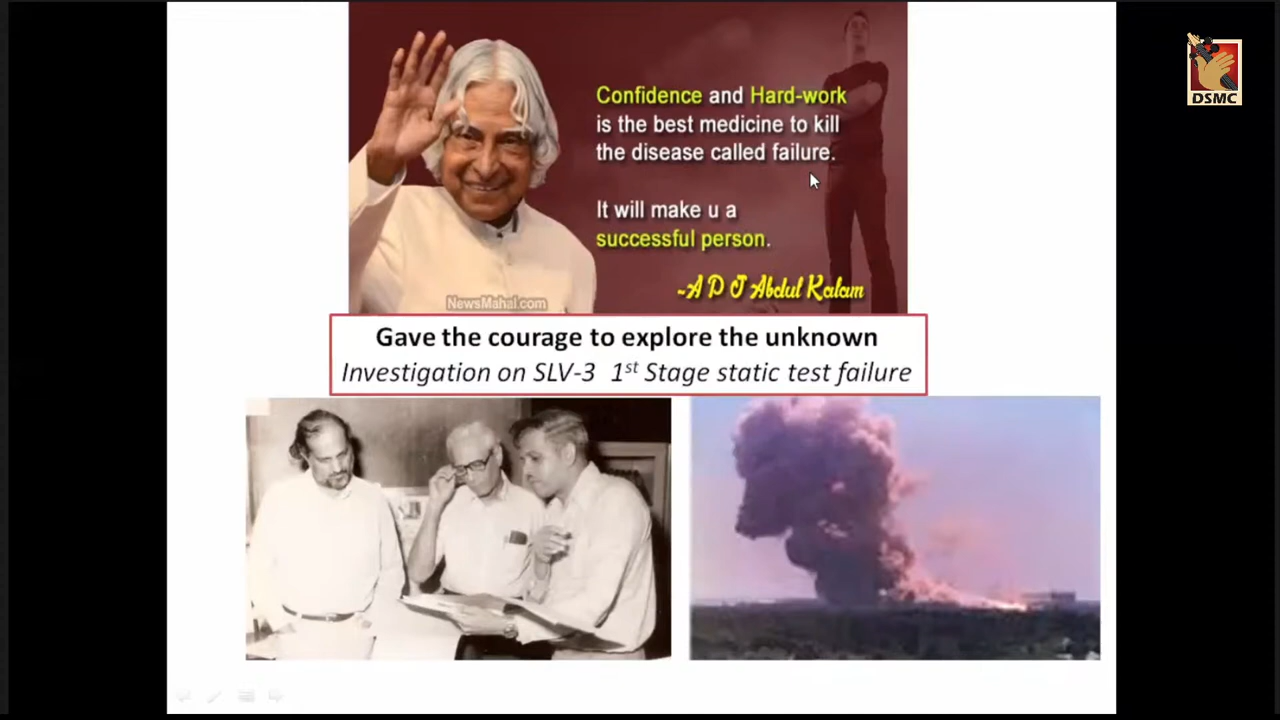 DSMC
Confidence and Hard-work
is the best medicine to kill
the disease called failure.
It will make u a
successful person.
-A P J Abdul Kalam
NewsMahal.com
Gave the courage to explore the unknown
Investigation on SLV-3 1st Stage static test failure